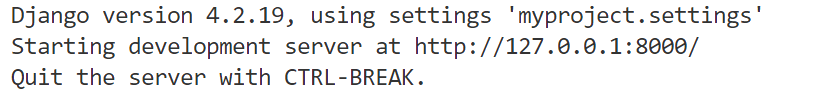 Django version 4.2.19, using settings 'myproject.settings'
Starting development server at http://127.0.0.1:8000/
Quit the server with CTRL-BREAK.